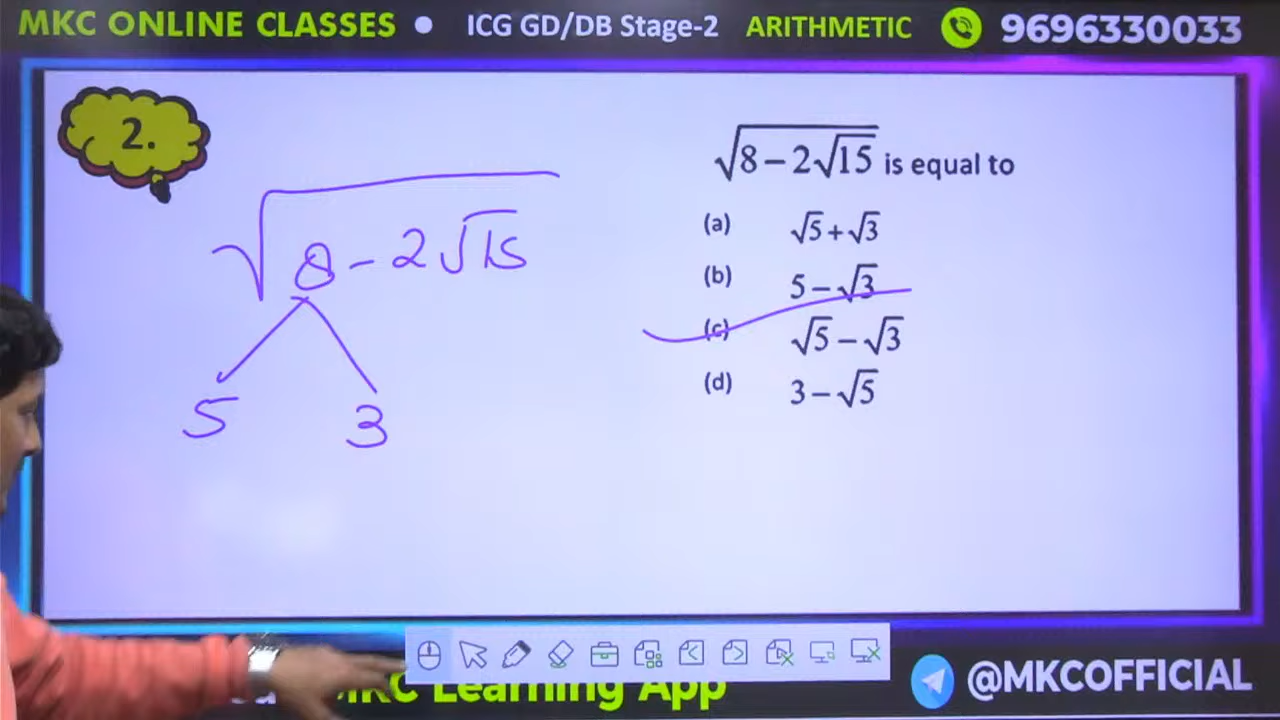 MKC ONLINE CLASSES ● ICG GD/DB Stage-2 ARITHMETIC 9696330033
2.
√(8 – 2√15) is equal to
(a) √5 + √3
(b) 5 – √3
(c) √5 – √3
(d) 3 – √5
√(8 – 2√15)
5 3
MKC Learning App
@MKCOFFICIAL